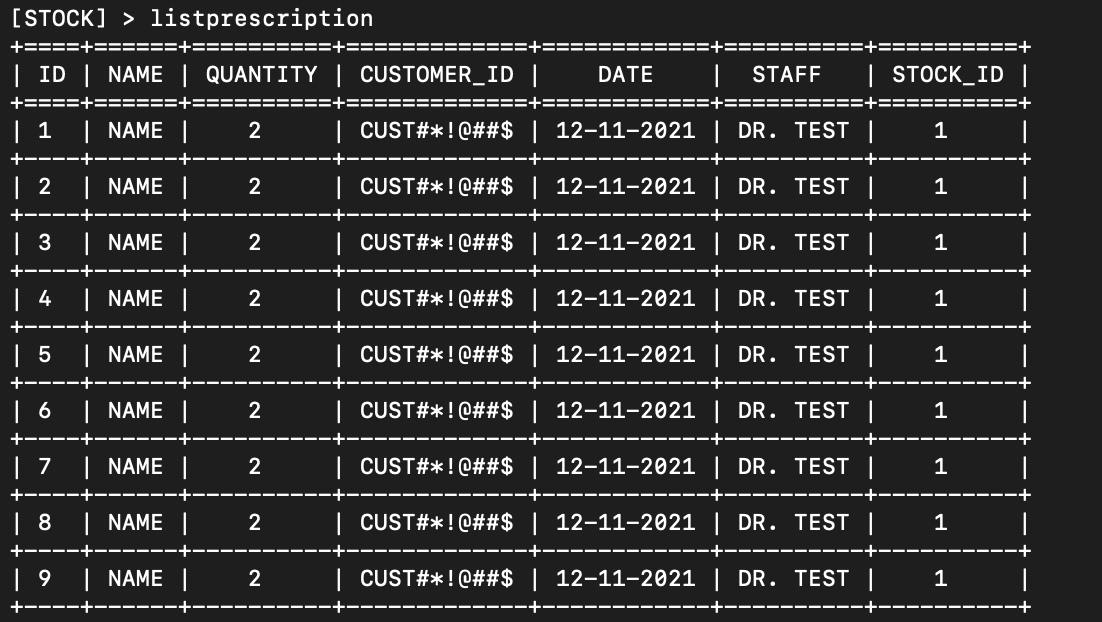 [STOCK] > listprescription
+====+======+==========+=============+============+==========+==========+
| ID | NAME | QUANTITY | CUSTOMER_ID |    DATE    |  STAFF   | STOCK_ID |
+====+======+==========+=============+============+==========+==========+
| 1  | NAME |    2     | CUST#*!@##$ | 12-11-2021 | DR. TEST |    1     |
+----+------+----------+-------------+------------+----------+----------+
| 2  | NAME |    2     | CUST#*!@##$ | 12-11-2021 | DR. TEST |    1     |
+----+------+----------+-------------+------------+----------+----------+
| 3  | NAME |    2     | CUST#*!@##$ | 12-11-2021 | DR. TEST |    1     |
+----+------+----------+-------------+------------+----------+----------+
| 4  | NAME |    2     | CUST#*!@##$ | 12-11-2021 | DR. TEST |    1     |
+----+------+----------+-------------+------------+----------+----------+
| 5  | NAME |    2     | CUST#*!@##$ | 12-11-2021 | DR. TEST |    1     |
+----+------+----------+-------------+------------+----------+----------+
| 6  | NAME |    2     | CUST#*!@##$ | 12-11-2021 | DR. TEST |    1     |
+----+------+----------+-------------+------------+----------+----------+
| 7  | NAME |    2     | CUST#*!@##$ | 12-11-2021 | DR. TEST |    1     |
+----+------+----------+-------------+------------+----------+----------+
| 8  | NAME |    2     | CUST#*!@##$ | 12-11-2021 | DR. TEST |    1     |
+----+------+----------+-------------+------------+----------+----------+
| 9  | NAME |    2     | CUST#*!@##$ | 12-11-2021 | DR. TEST |    1     |
+----+------+----------+-------------+------------+----------+----------+